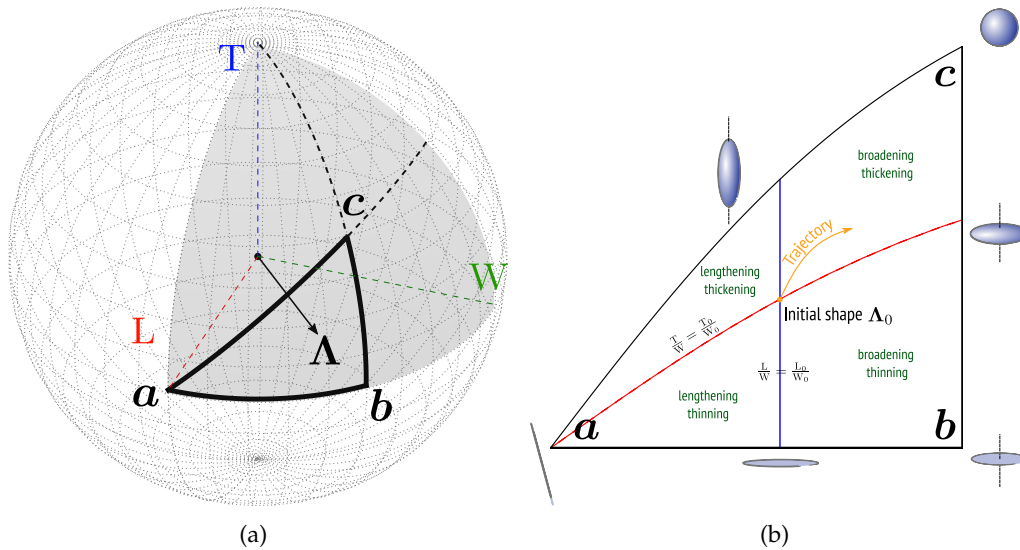 T
c
W
L
Λ
a
b
(a)
c
broadening
thickening
Trajectory
lengthening
thickening
Initial shape Λ₀
T/W = T₀/W₀
L/W = L₀/W₀
broadening
thinning
lengthening
thinning
a
b
(b)